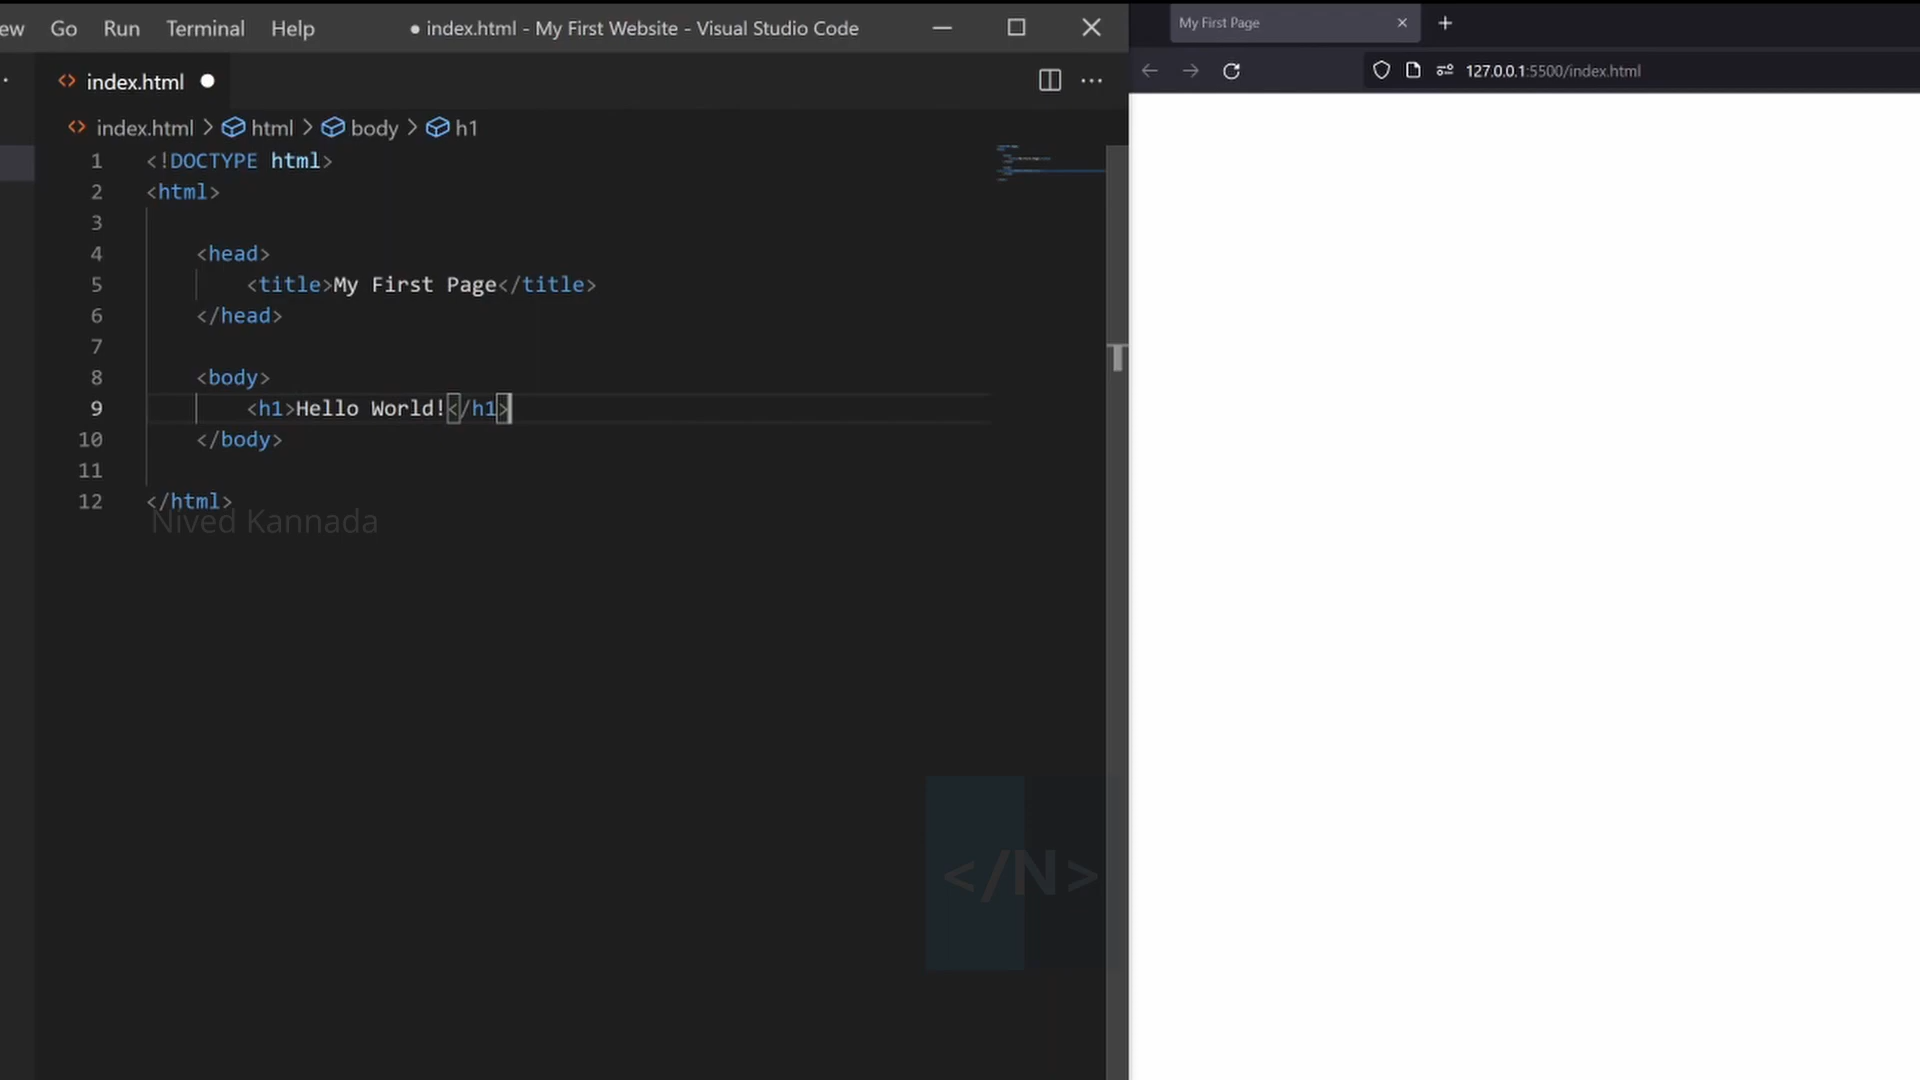 ew Go Run Terminal Help ● index.html - My First Website - Visual Studio Code
index.html
index.html > html > body > h1
1 <!DOCTYPE html>
2 <html>
3
4 <head>
5 <title>My First Page</title>
6 </head>
7
8 <body>
9 <h1>Hello World!</h1>
10 </body>
11
12 </html>
Nived Kannada
</N>
My First Page
127.0.0.1:5500/index.html